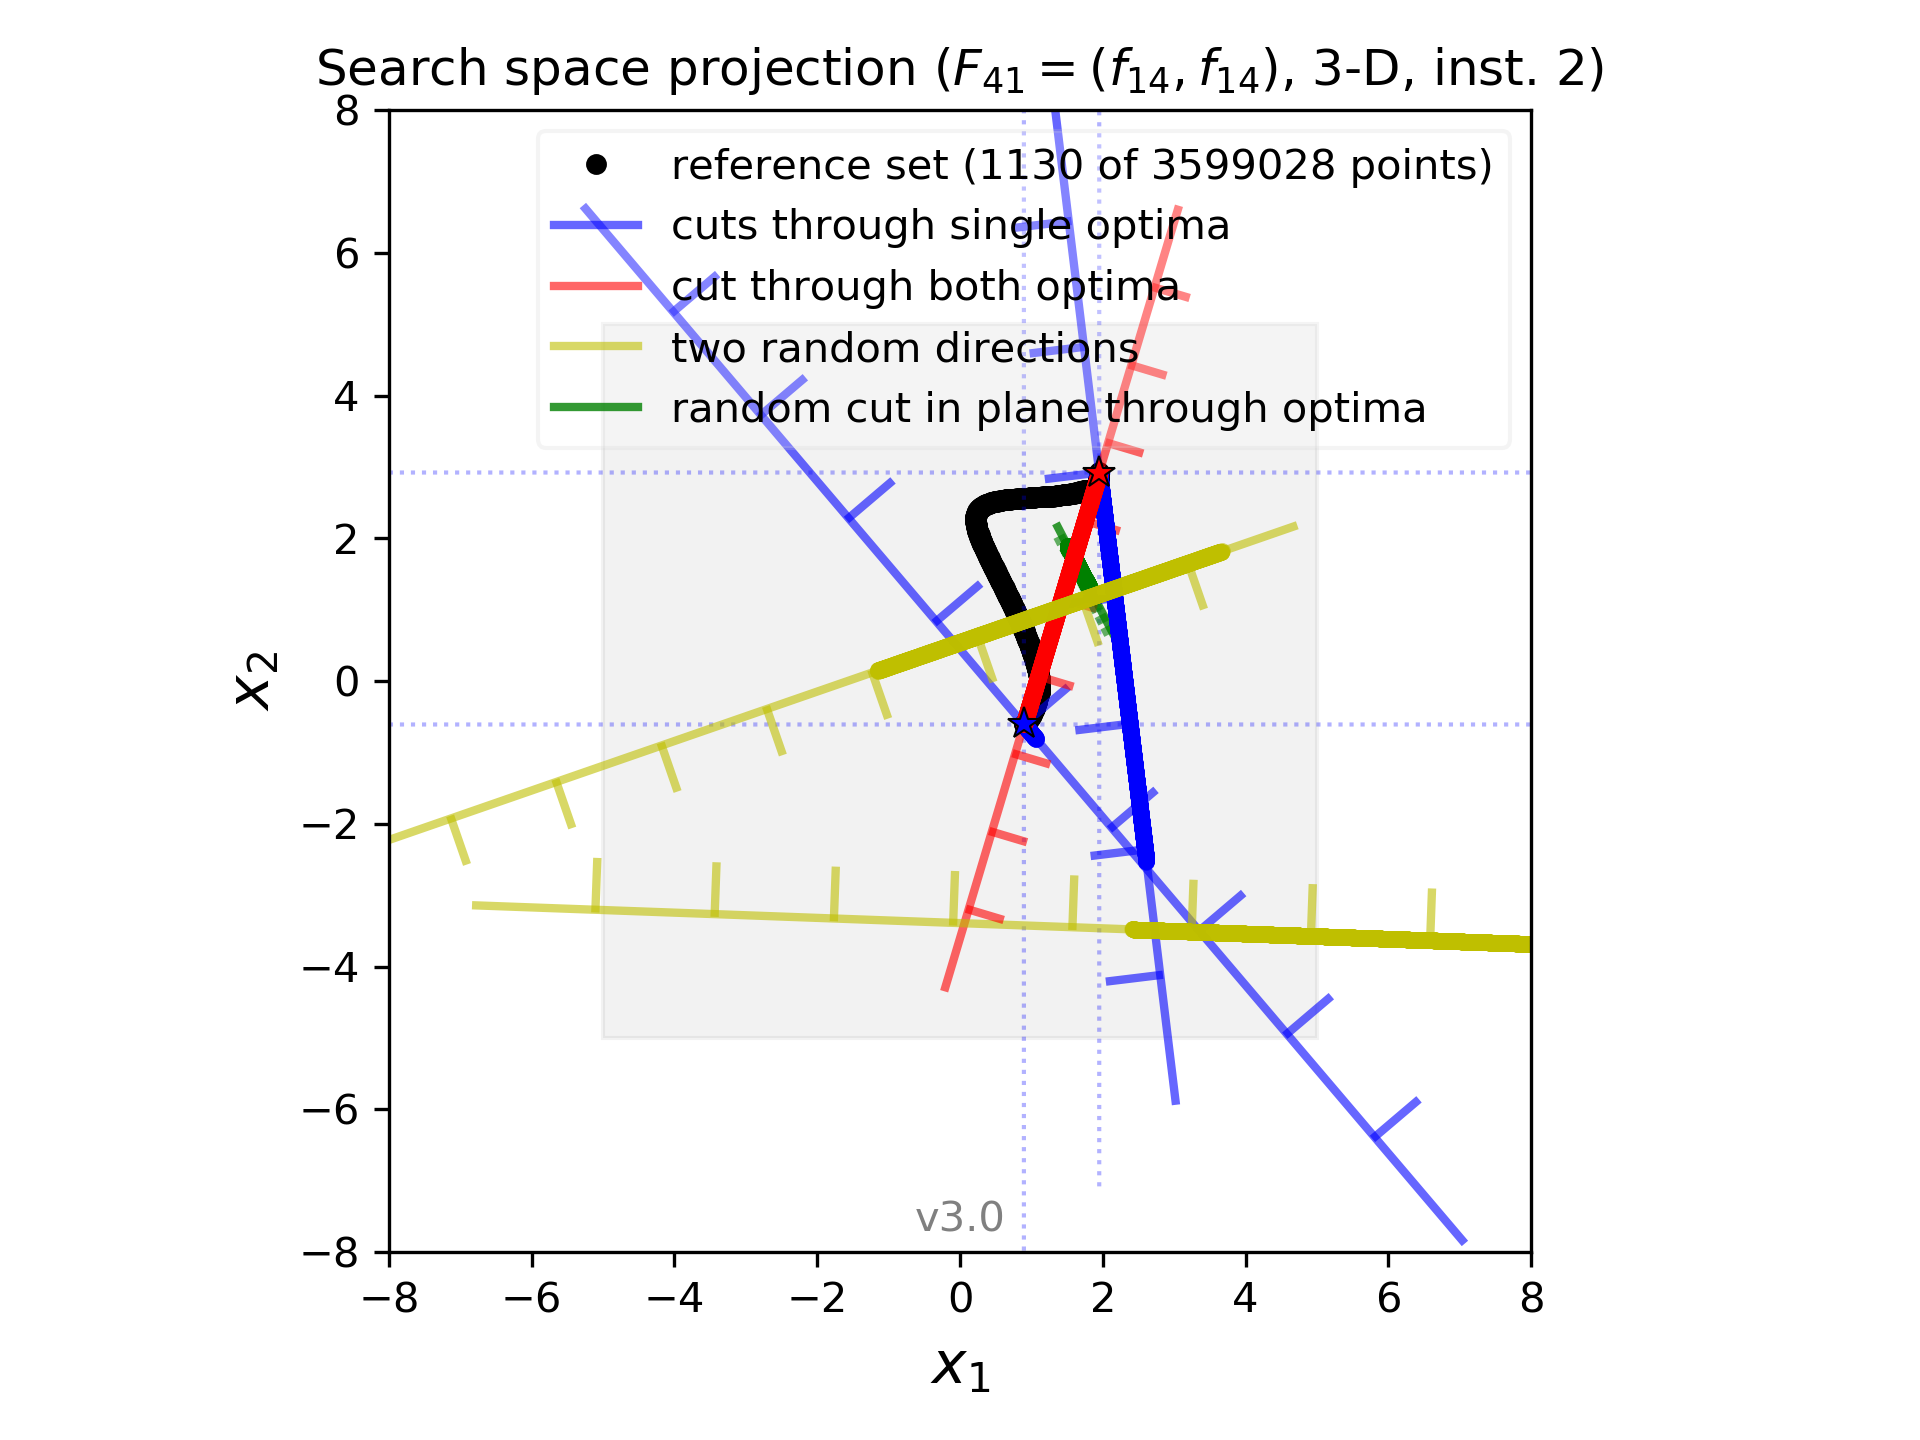 Search space projection (F41 = (f14, f14), 3-D, inst. 2)
reference set (1130 of 3599028 points)
cuts through single optima
cut through both optima
two random directions
random cut in plane through optima
8
6
4
2
0
−2
−4
−6
−8
x2
v3.0
−8 −6 −4 −2 0 2 4 6 8
x1